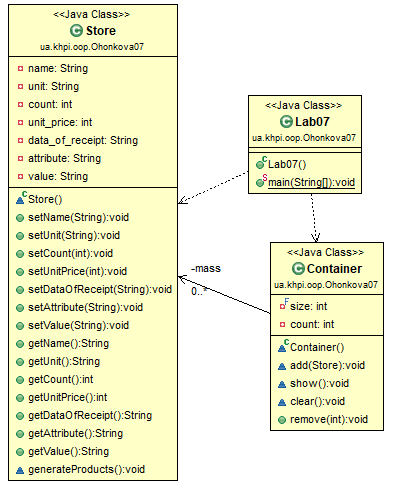 <<Java Class>>
Store
ua.khpi.oop.Ohonkova07
name: String
unit: String
count: int
unit_price: int
data_of_receipt: String
attribute: String
value: String
Store()
setName(String):void
setUnit(String):void
setCount(int):void
setUnitPrice(int):void
setDataOfReceipt(String):void
setAttribute(String):void
setValue(String):void
getName():String
getUnit():String
getCount():int
getUnitPrice():int
getDataOfReceipt():String
getAttribute():String
getValue():String
generateProducts():void
<<Java Class>>
Lab07
ua.khpi.oop.Ohonkova07
Lab07()
main(String[]):void
-mass
0..*
<<Java Class>>
Container
ua.khpi.oop.Ohonkova07
size: int
count: int
Container()
add(Store):void
show():void
clear():void
remove(int):void